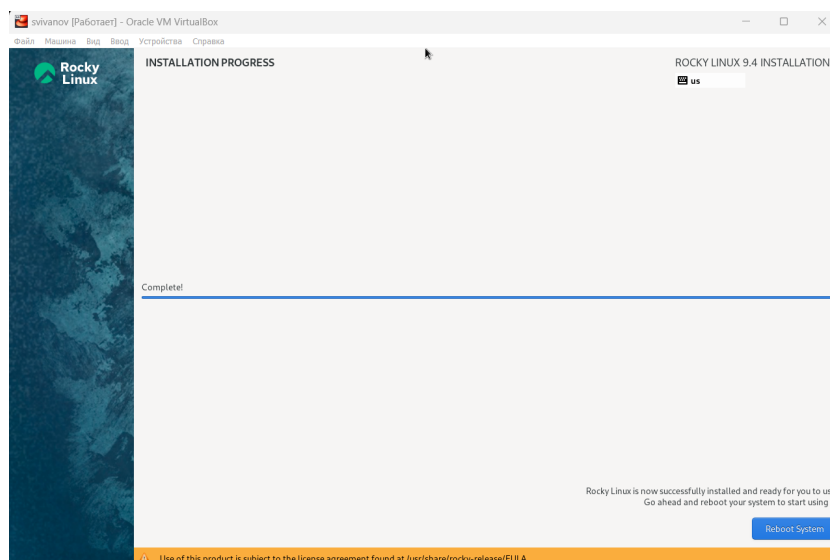 svivanov [Работает] - Oracle VM VirtualBox
Файл Машина Вид Ввод Устройства Справка
Rocky
Linux
INSTALLATION PROGRESS
ROCKY LINUX 9.4 INSTALLATION
us
Complete!
Rocky Linux is now successfully installed and ready for you to us
Go ahead and reboot your system to start using
Reboot System
Use of this product is subject to the license agreement found at /usr/share/rocky-release/EULA